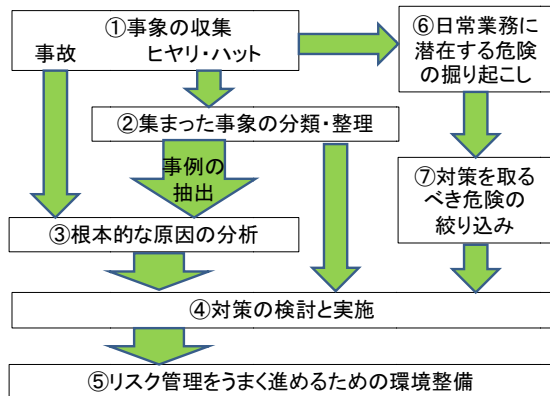 ①事象の収集
事故　　ヒヤリ・ハット
⑥日常業務に
潜在する危険
の掘り起こし
②集まった事象の分類・整理
事例の
抽出
⑦対策を取る
べき危険の
絞り込み
③根本的な原因の分析
④対策の検討と実施
⑤リスク管理をうまく進めるための環境整備